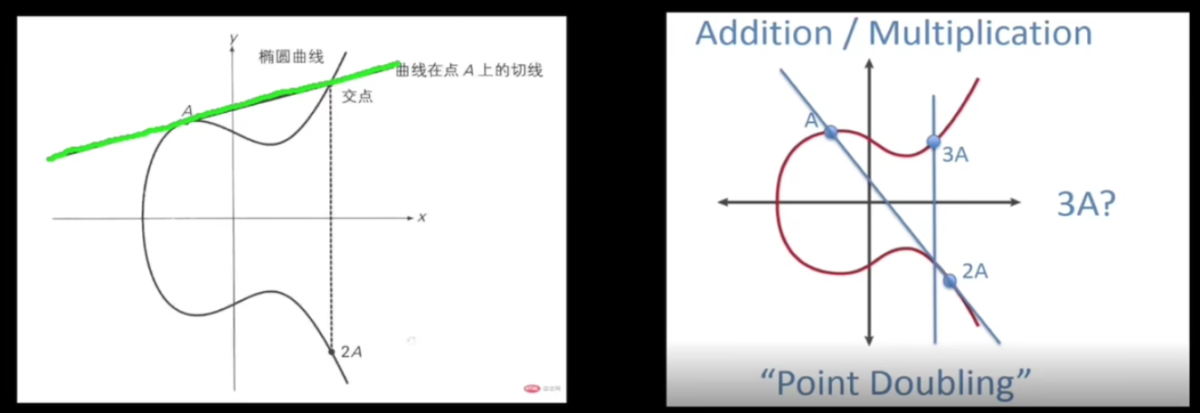 y
椭圆曲线
曲线在点 A 上的切线
A
交点
x
2A
Addition / Multiplication
A
3A
3A?
2A
“Point Doubling”